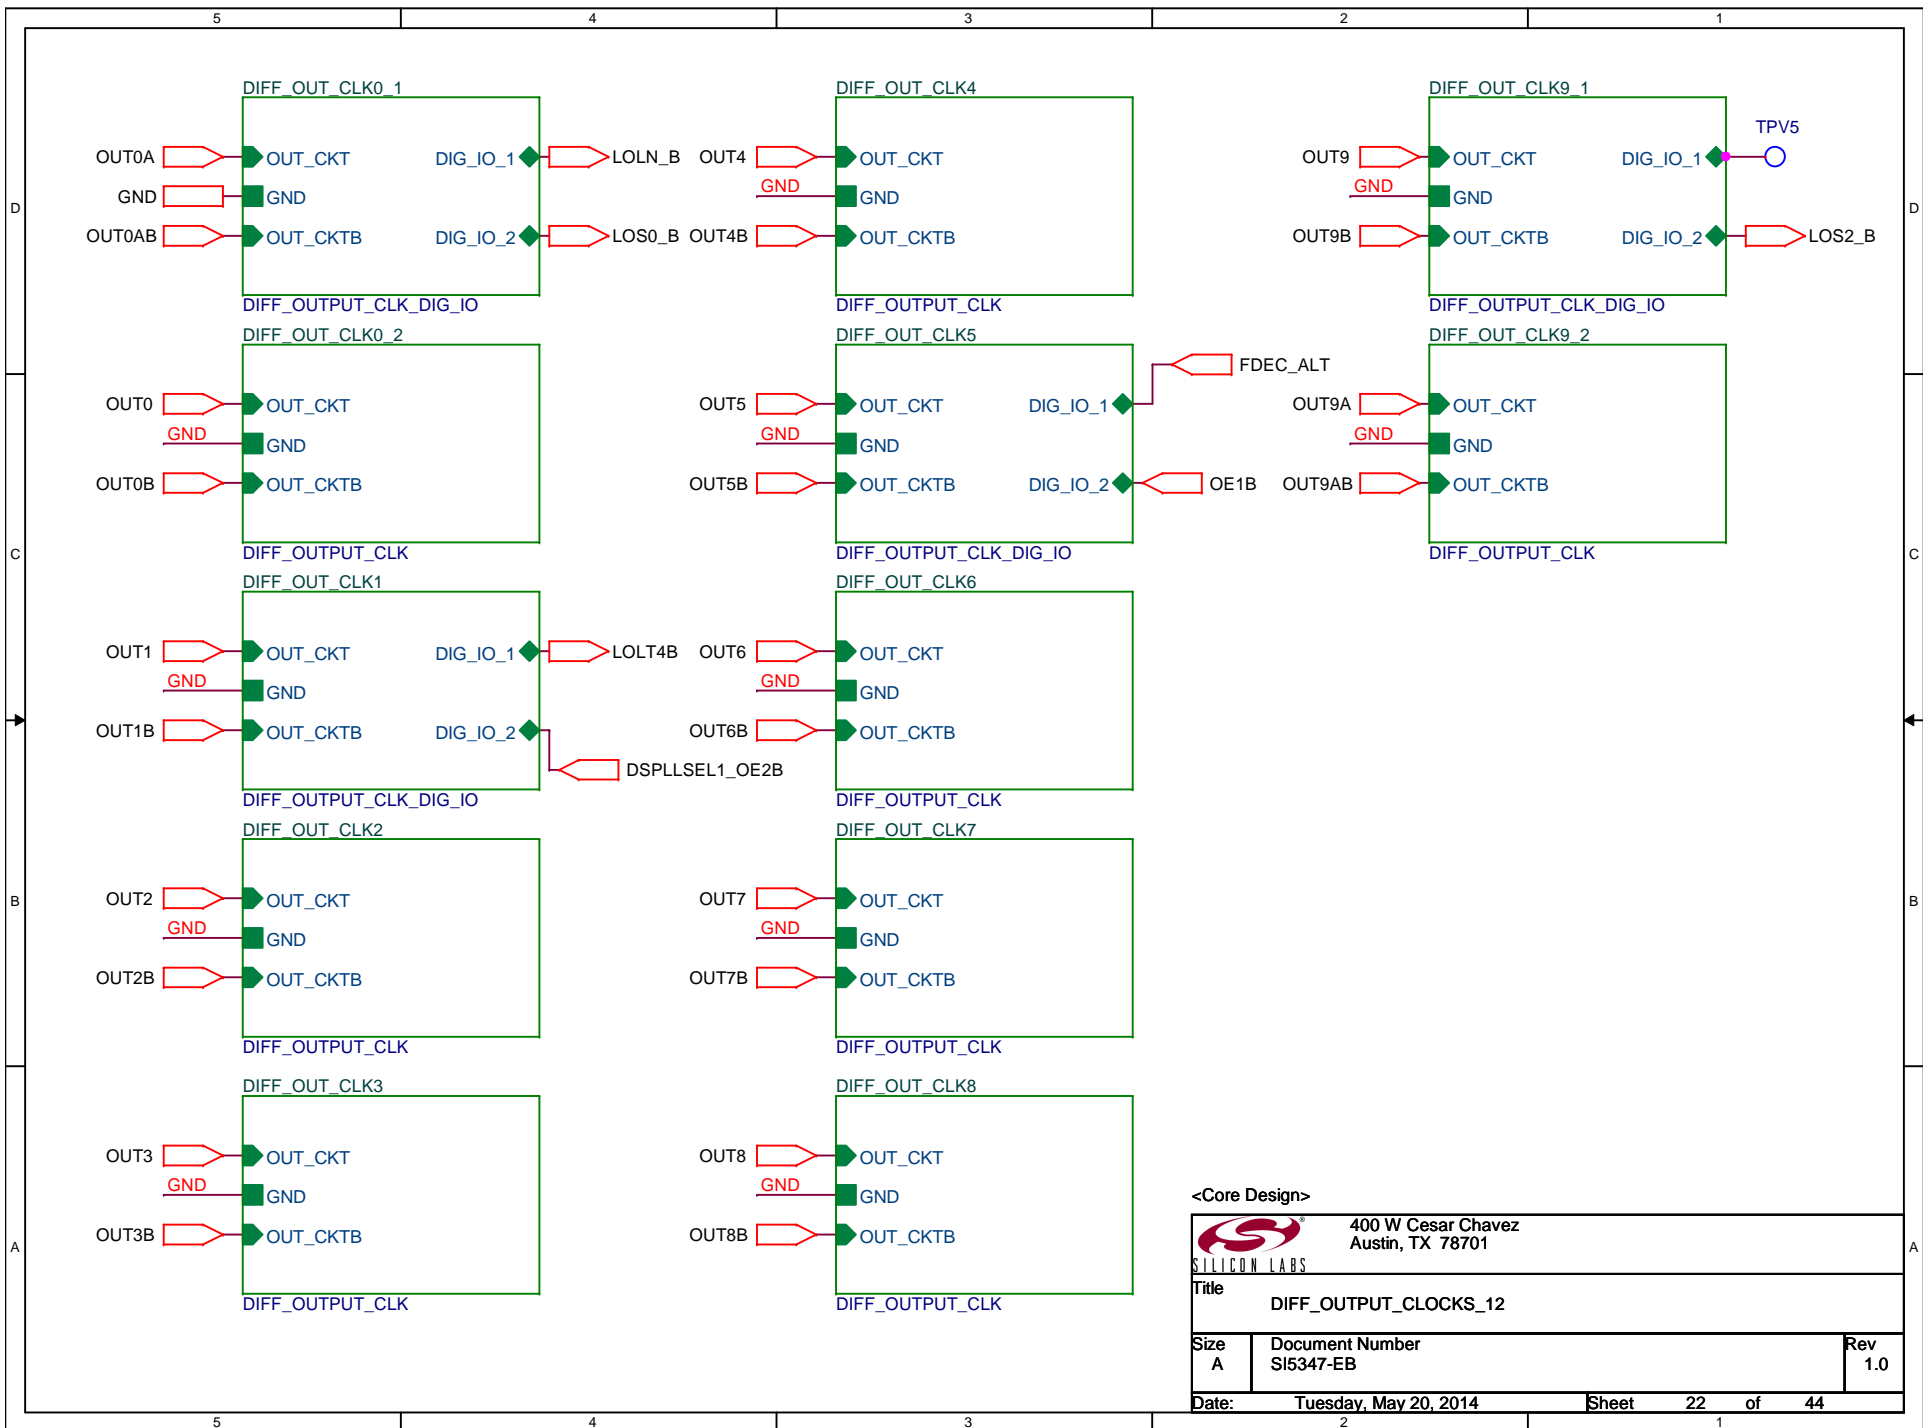 5 4 3 2 1
D
D
C
C
B
B
A
A
DIFF_OUT_CLK0_1
OUT0A
OUT_CKT
DIG_IO_1
LOLN_B
GND
GND
OUT0AB
OUT_CKTB
DIG_IO_2
LOS0_B
DIFF_OUTPUT_CLK_DIG_IO
DIFF_OUT_CLK0_2
OUT0
OUT_CKT
GND
GND
OUT0B
OUT_CKTB
DIFF_OUTPUT_CLK
DIFF_OUT_CLK1
OUT1
OUT_CKT
DIG_IO_1
LOLT4B
GND
GND
OUT1B
OUT_CKTB
DIG_IO_2
DSPLLSEL1_OE2B
DIFF_OUTPUT_CLK_DIG_IO
DIFF_OUT_CLK2
OUT2
OUT_CKT
GND
GND
OUT2B
OUT_CKTB
DIFF_OUTPUT_CLK
DIFF_OUT_CLK3
OUT3
OUT_CKT
GND
GND
OUT3B
OUT_CKTB
DIFF_OUTPUT_CLK
DIFF_OUT_CLK4
OUT4
OUT_CKT
GND
GND
OUT4B
OUT_CKTB
DIFF_OUTPUT_CLK
DIFF_OUT_CLK5
OUT5
OUT_CKT
DIG_IO_1
FDEC_ALT
GND
GND
OUT5B
OUT_CKTB
DIG_IO_2
OE1B
DIFF_OUTPUT_CLK_DIG_IO
DIFF_OUT_CLK6
OUT6
OUT_CKT
GND
GND
OUT6B
OUT_CKTB
DIFF_OUTPUT_CLK
DIFF_OUT_CLK7
OUT7
OUT_CKT
GND
GND
OUT7B
OUT_CKTB
DIFF_OUTPUT_CLK
DIFF_OUT_CLK8
OUT8
OUT_CKT
GND
GND
OUT8B
OUT_CKTB
DIFF_OUTPUT_CLK
DIFF_OUT_CLK9_1
OUT9
OUT_CKT
DIG_IO_1
TPV5
GND
GND
OUT9B
OUT_CKTB
DIG_IO_2
LOS2_B
DIFF_OUTPUT_CLK_DIG_IO
DIFF_OUT_CLK9_2
OUT9A
OUT_CKT
GND
GND
OUT9AB
OUT_CKTB
DIFF_OUTPUT_CLK
<Core Design>
SILICON LABS
®
400 W Cesar Chavez
Austin, TX 78701
Title
DIFF_OUTPUT_CLOCKS_12
Size
A
Document Number
SI5347-EB
Rev
1.0
Date: Tuesday, May 20, 2014
Sheet 22 of 44
5 4 3 2 1